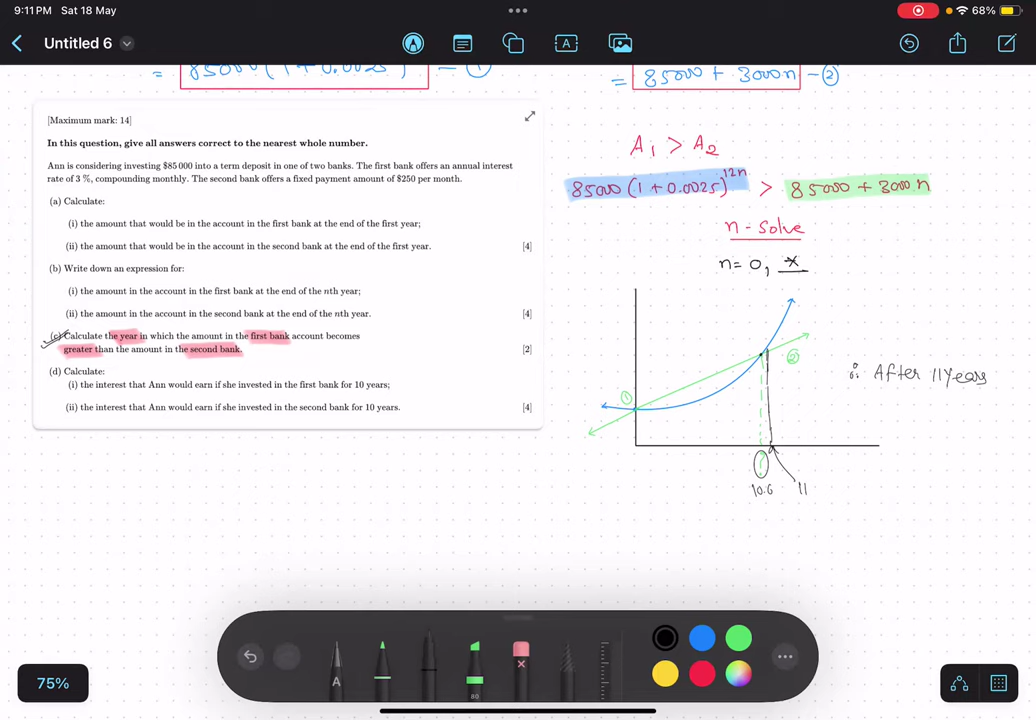 9:11 PM Sat 18 May
68%
Untitled 6
= 85000 (1+0.0025) - ①
= 85000 + 3000n - ②
[Maximum mark: 14]
In this question, give all answers correct to the nearest whole number.
Ann is considering investing $85 000 into a term deposit in one of two banks. The first bank offers an annual interest
rate of 3 %, compounding monthly. The second bank offers a fixed payment amount of $250 per month.
(a) Calculate:
(i) the amount that would be in the account in the first bank at the end of the first year;
(ii) the amount that would be in the account in the second bank at the end of the first year. [4]
(b) Write down an expression for:
(i) the amount in the account in the first bank at the end of the nth year;
(ii) the amount in the account in the second bank at the end of the nth year. [4]
(c) Calculate the year in which the amount in the first bank account becomes
greater than the amount in the second bank. [2]
(d) Calculate:
(i) the interest that Ann would earn if she invested in the first bank for 10 years;
(ii) the interest that Ann would earn if she invested in the second bank for 10 years. [4]
A₁ > A₂
85000 (1 + 0.0025)¹²ⁿ > 85000 + 3000n
n - solve
n = 0,
①
②
∴ After 11 years
?
10.6 11
A
80
75%